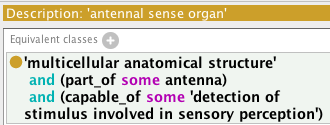 Description: 'antennal sense organ'
Equivalent classes
'multicellular anatomical structure'
and (part_of some antenna)
and (capable_of some 'detection of
stimulus involved in sensory perception')